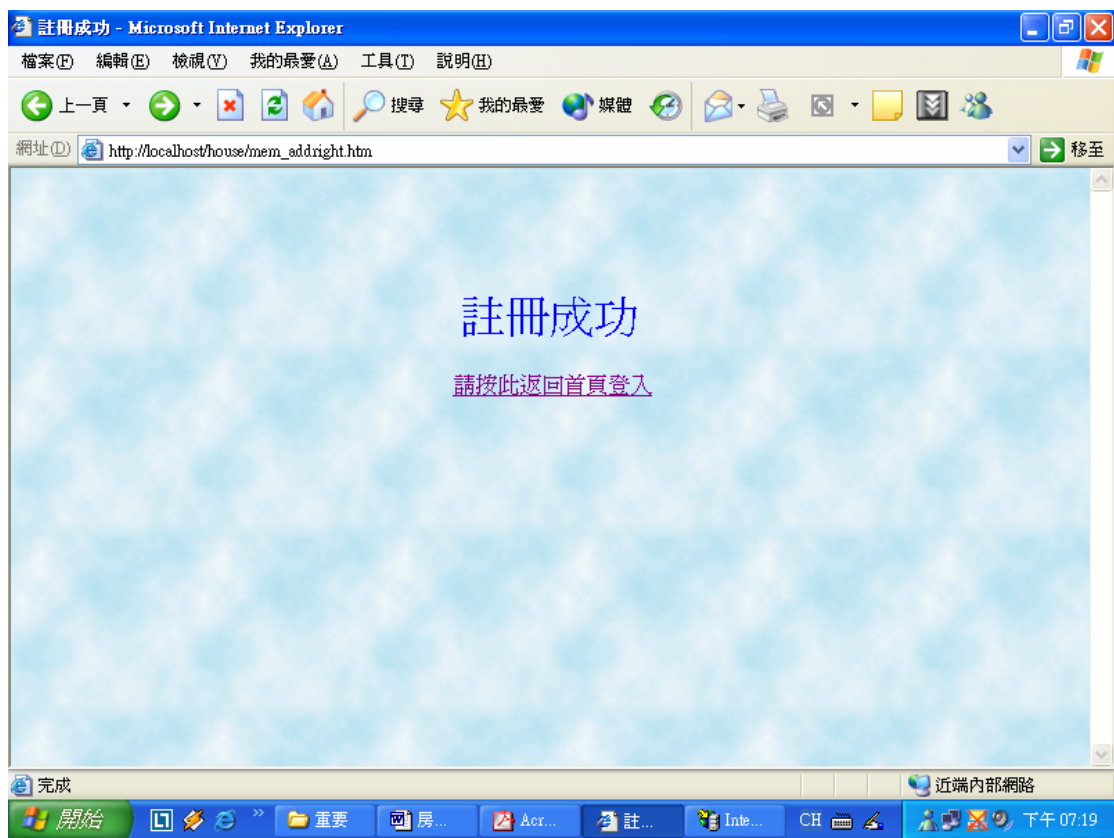 註冊成功 - Microsoft Internet Explorer
檔案(F) 編輯(E) 檢視(V) 我的最愛(A) 工具(T) 說明(H)
上一頁 搜尋 我的最愛 媒體
網址(D) http://localhost/house/mem_addright.htm 移至
註冊成功
請按此返回首頁登入
完成 近端內部網路
開始 重要 房... Acr... 註... Inte... CH 下午 07:19